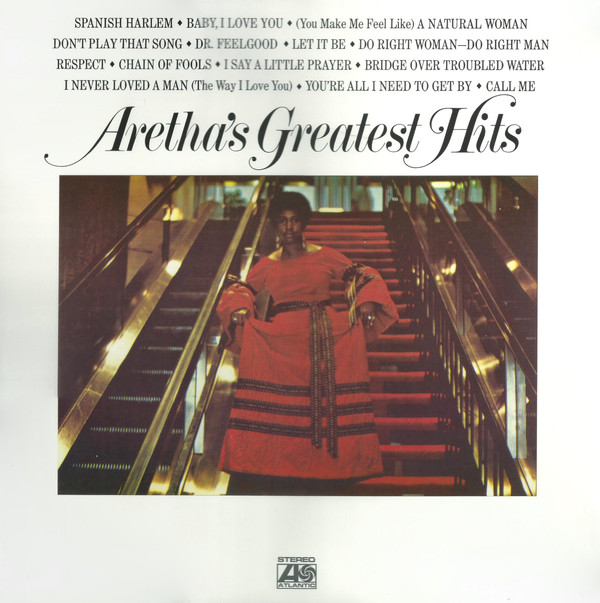 SPANISH HARLEM ♦ BABY, I LOVE YOU ♦ (You Make Me Feel Like) A NATURAL WOMAN
DON'T PLAY THAT SONG ♦ DR. FEELGOOD ♦ LET IT BE ♦ DO RIGHT WOMAN—DO RIGHT MAN
RESPECT ♦ CHAIN OF FOOLS ♦ I SAY A LITTLE PRAYER ♦ BRIDGE OVER TROUBLED WATER
I NEVER LOVED A MAN (The Way I Love You) ♦ YOU'RE ALL I NEED TO GET BY ♦ CALL ME
Aretha's Greatest Hits
STEREO
ATLANTIC